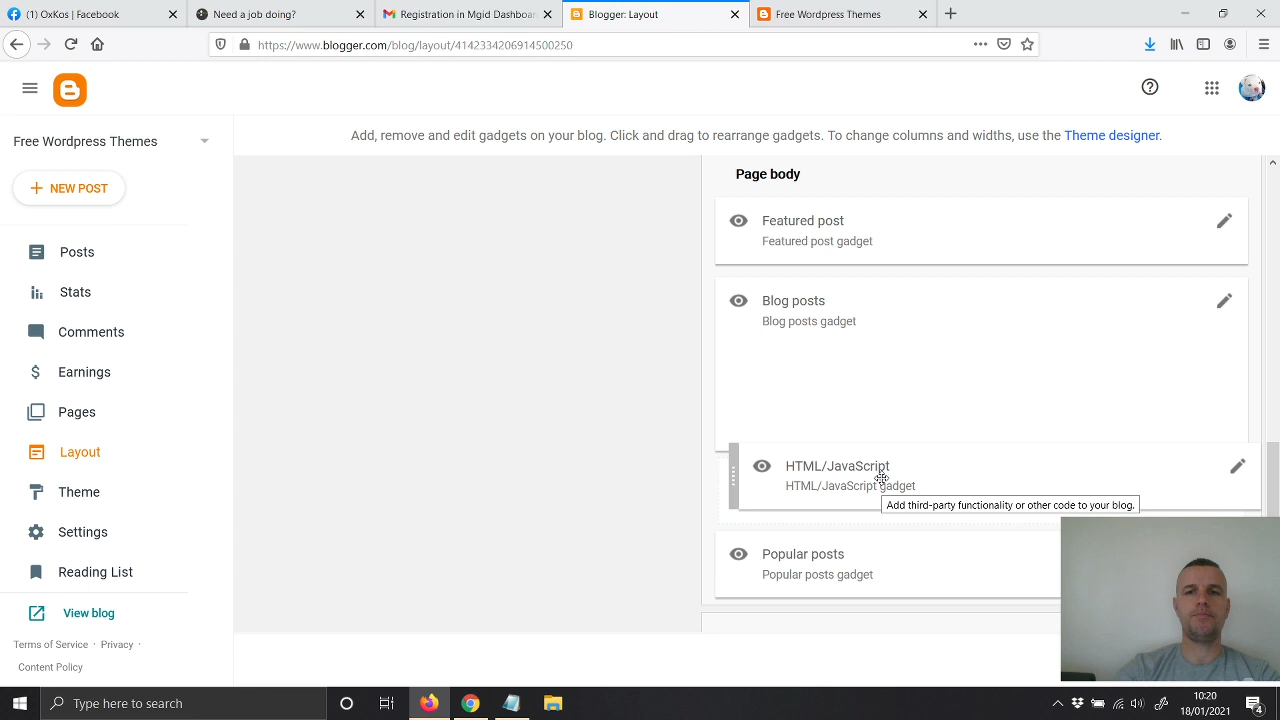 (1) OxKos | Facebook
Need a job doing?
Registration in Mgid Dashboar
Blogger: Layout
Free Wordpress Themes
https://www.blogger.com/blog/layout/4142334206914500250
Free Wordpress Themes
NEW POST
Posts
Stats
Comments
Earnings
Pages
Layout
Theme
Settings
Reading List
View blog
Terms of Service · Privacy ·
Content Policy
Add, remove and edit gadgets on your blog. Click and drag to rearrange gadgets. To change columns and widths, use the Theme designer.
Page body
Featured post
Featured post gadget
Blog posts
Blog posts gadget
HTML/JavaScript
HTML/JavaScript gadget
Add third-party functionality or other code to your blog.
Popular posts
Popular posts gadget
Type here to search
10:20
18/01/2021
4